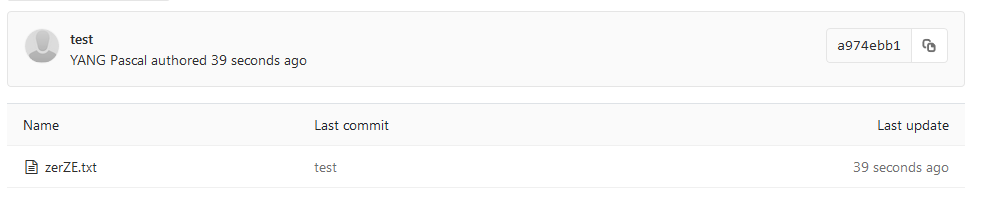 test
YANG Pascal authored 39 seconds ago
a974ebb1
Name Last commit Last update
zerZE.txt test 39 seconds ago